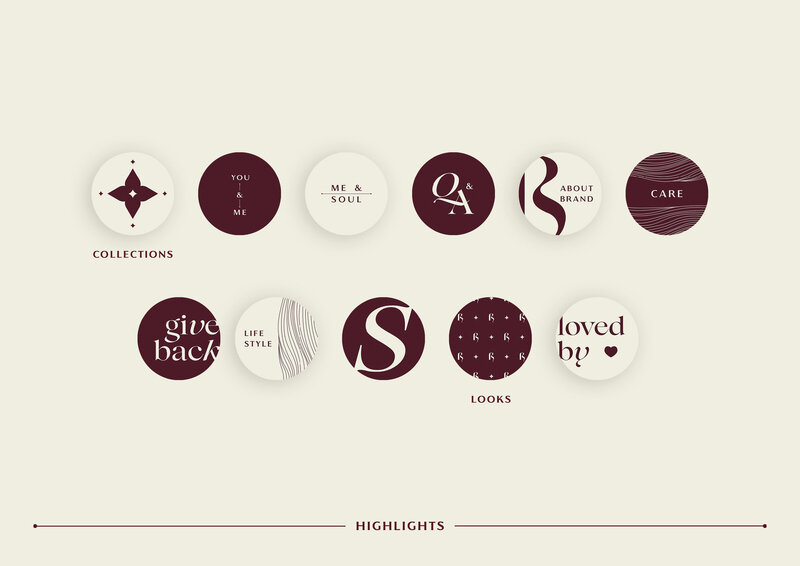 YOU
&
ME
ME &
SOUL
Q&A
ABOUT
BRAND
CARE
COLLECTIONS
give
back
LIFE
STYLE
S
loved
by
LOOKS
HIGHLIGHTS